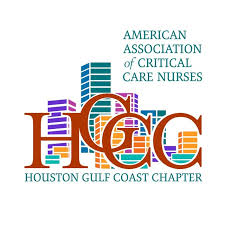 AMERICAN
ASSOCIATION
of CRITICAL
CARE NURSES
HGCC
HOUSTON GULF COAST CHAPTER